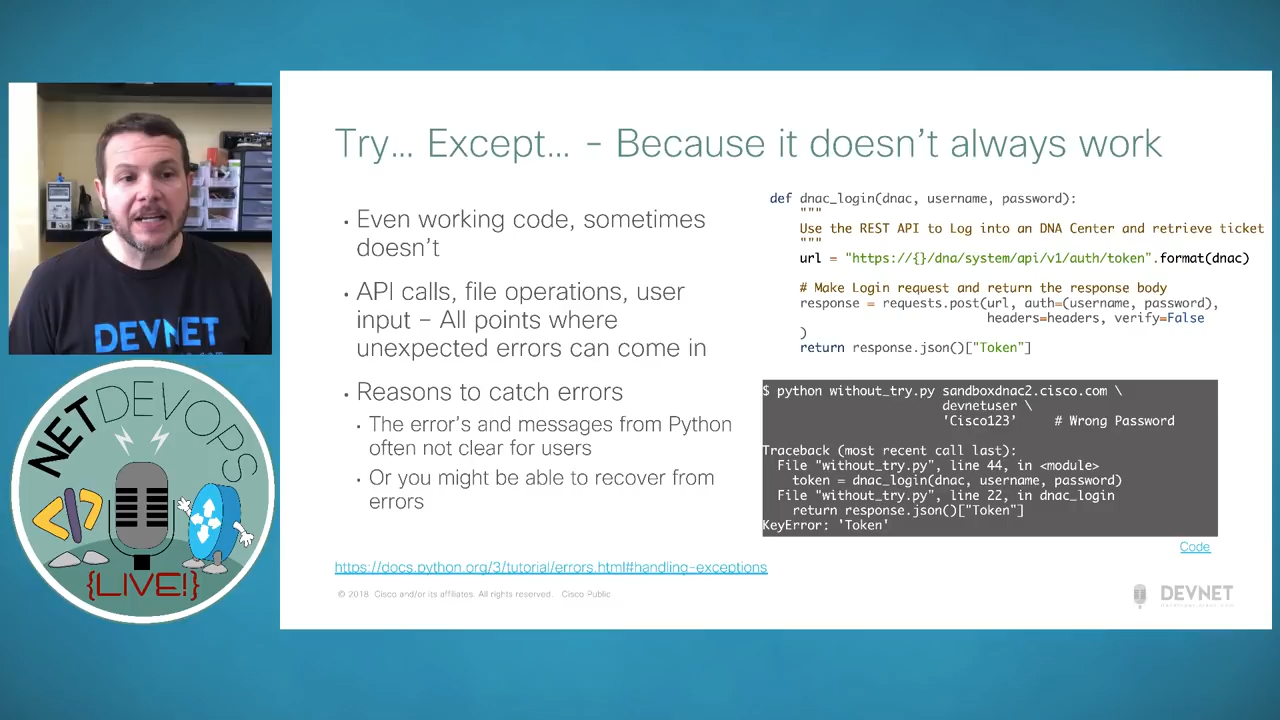 Try... Except... - Because it doesn't always work
· Even working code, sometimes
doesn't
· API calls, file operations, user
input – All points where
unexpected errors can come in
· Reasons to catch errors
· The error's and messages from Python
often not clear for users
· Or you might be able to recover from
errors
https://docs.python.org/3/tutorial/errors.html#handling-exceptions
© 2018 Cisco and/or its affiliates. All rights reserved. Cisco Public
def dnac_login(dnac, username, password):
"""
Use the REST API to Log into an DNA Center and retrieve ticket
"""
url = "https://{}/dna/system/api/v1/auth/token".format(dnac)
# Make Login request and return the response body
response = requests.post(url, auth=(username, password),
headers=headers, verify=False
)
return response.json()["Token"]
$ python without_try.py sandboxdnac2.cisco.com \
devnetuser \
'Cisco123' # Wrong Password
Traceback (most recent call last):
File "without_try.py", line 44, in <module>
token = dnac_login(dnac, username, password)
File "without_try.py", line 22, in dnac_login
return response.json()["Token"]
KeyError: 'Token'
Code
DEVNET
developer.cisco.com
DEVNET
NETDEVOPS
</>
{LIVE!}